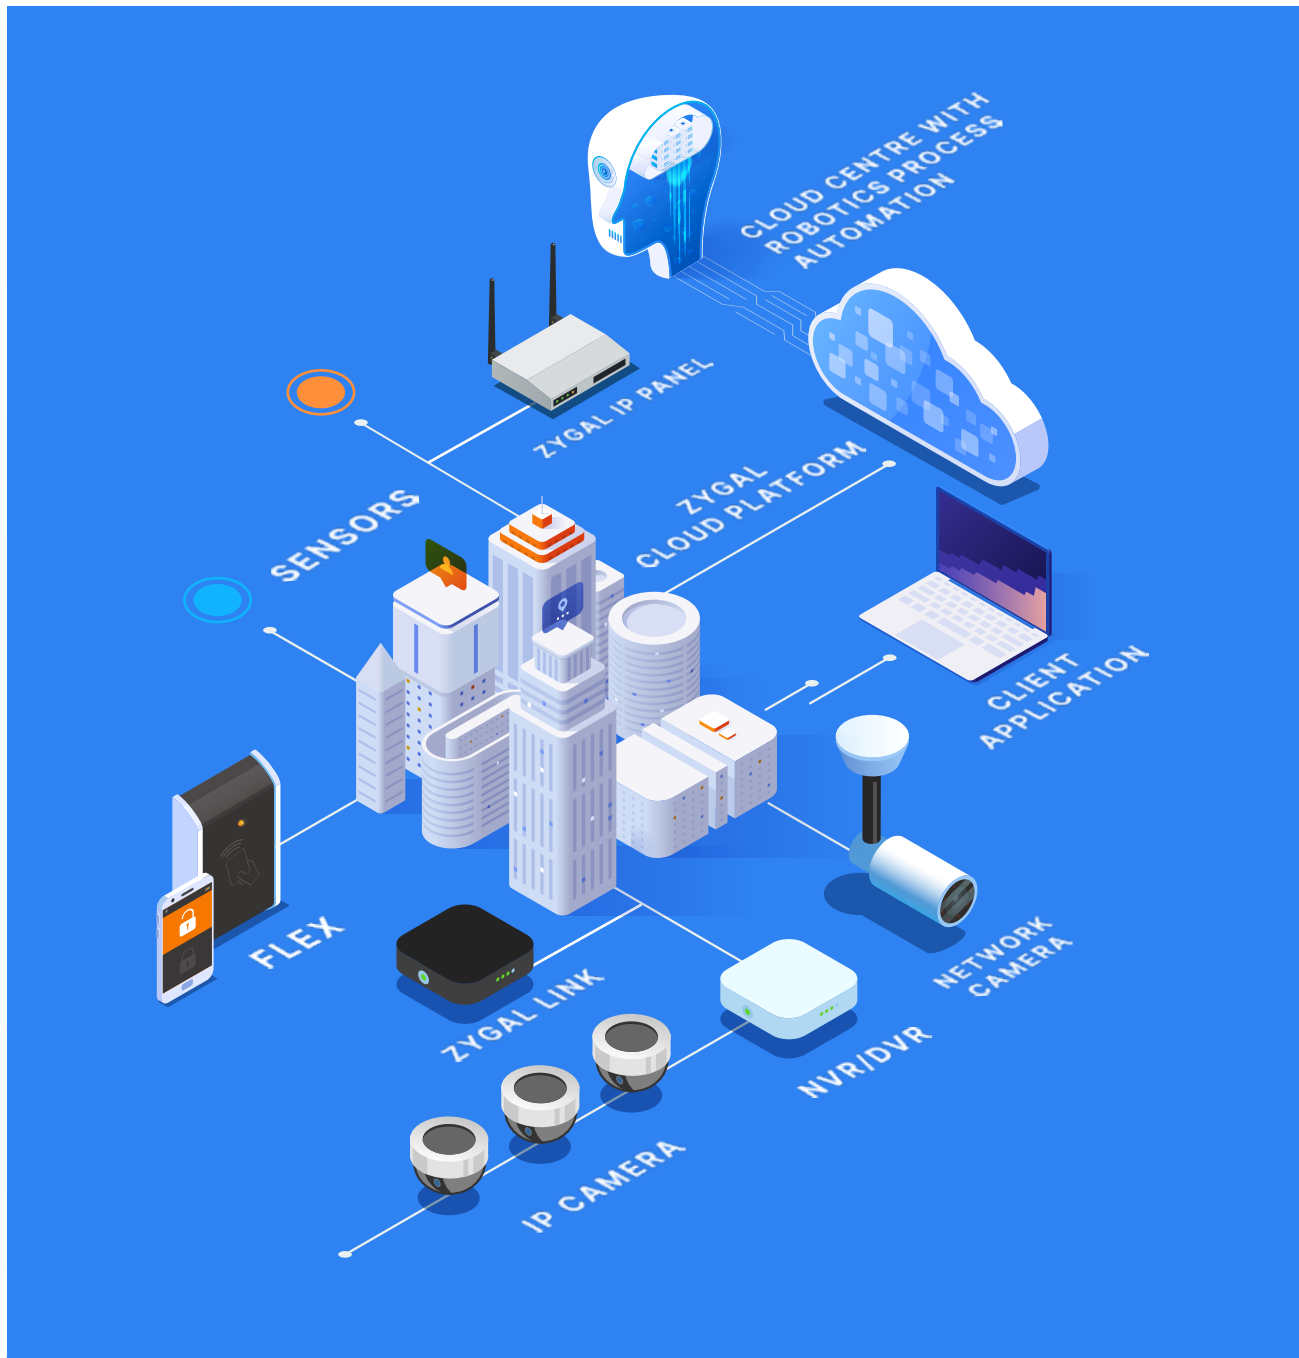 CLOUD CENTRE WITH
ROBOTICS PROCESS
AUTOMATION
ZYGAL IP PANEL
ZYGAL
CLOUD PLATFORM
SENSORS
CLIENT
APPLICATION
FLEX
ZYGAL LINK
NETWORK
CAMERA
NVR/DVR
IP CAMERA